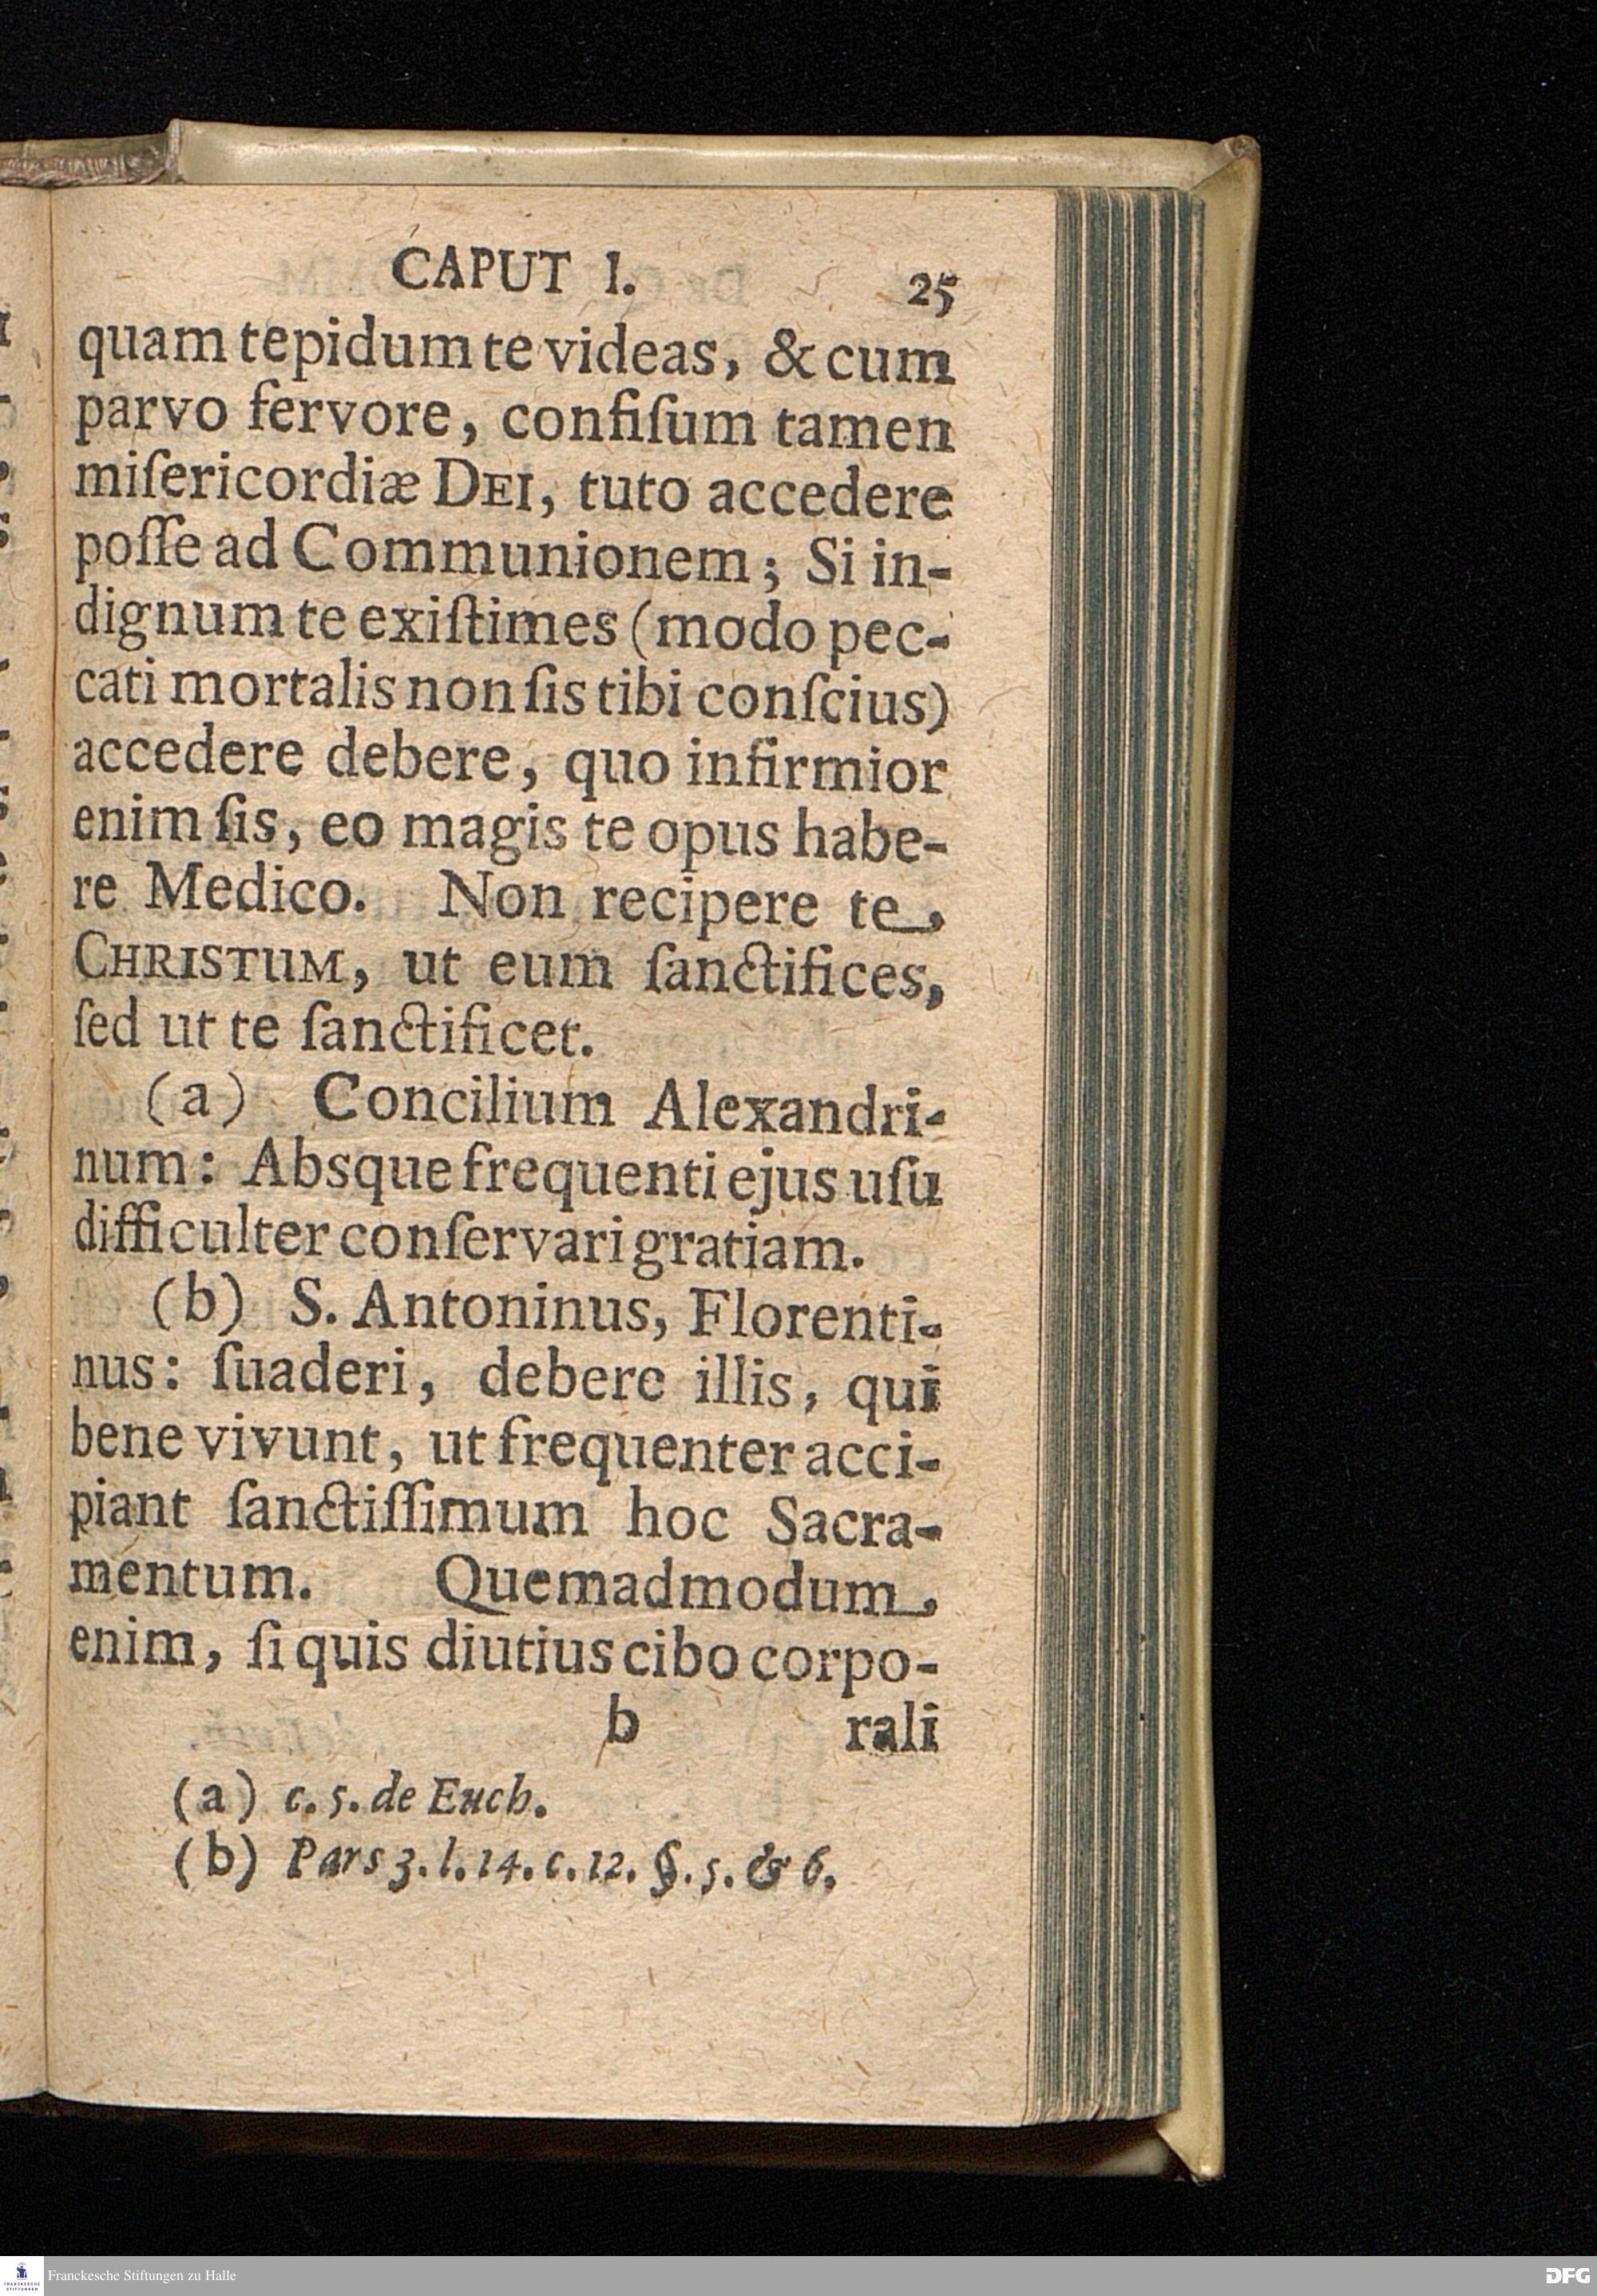 CAPUT I. 25
quam tepidum te videas, & cum
parvo fervore, confiſum tamen
miſericordiæ DEI, tuto accedere
poſſe ad Communionem; Si in-
dignum te exiſtimes (modo pec-
cati mortalis non ſis tibi conſcius)
accedere debere, quo infirmior
enim ſis, eo magis te opus habe-
re Medico. Non recipere te,
CHRISTUM, ut eum ſanctifices,
ſed ut te ſanctificet.
(a) Concilium Alexandri-
num: Absque frequenti ejus uſu
difficulter conſervari gratiam.
(b) S. Antoninus, Florenti-
nus: ſuaderi, debere illis, qui
bene vivunt, ut frequenter acci-
piant ſanctiſſimum hoc Sacra-
mentum. Quemadmodum,
enim, ſi quis diutius cibo corpo-
b rali
(a) c. 5. de Euch.
(b) Pars 3. l. 14. c. 12. §. 5. & 6.
FRANCKESCHE
STIFTUNGEN
Franckesche Stiftungen zu Halle
DFG